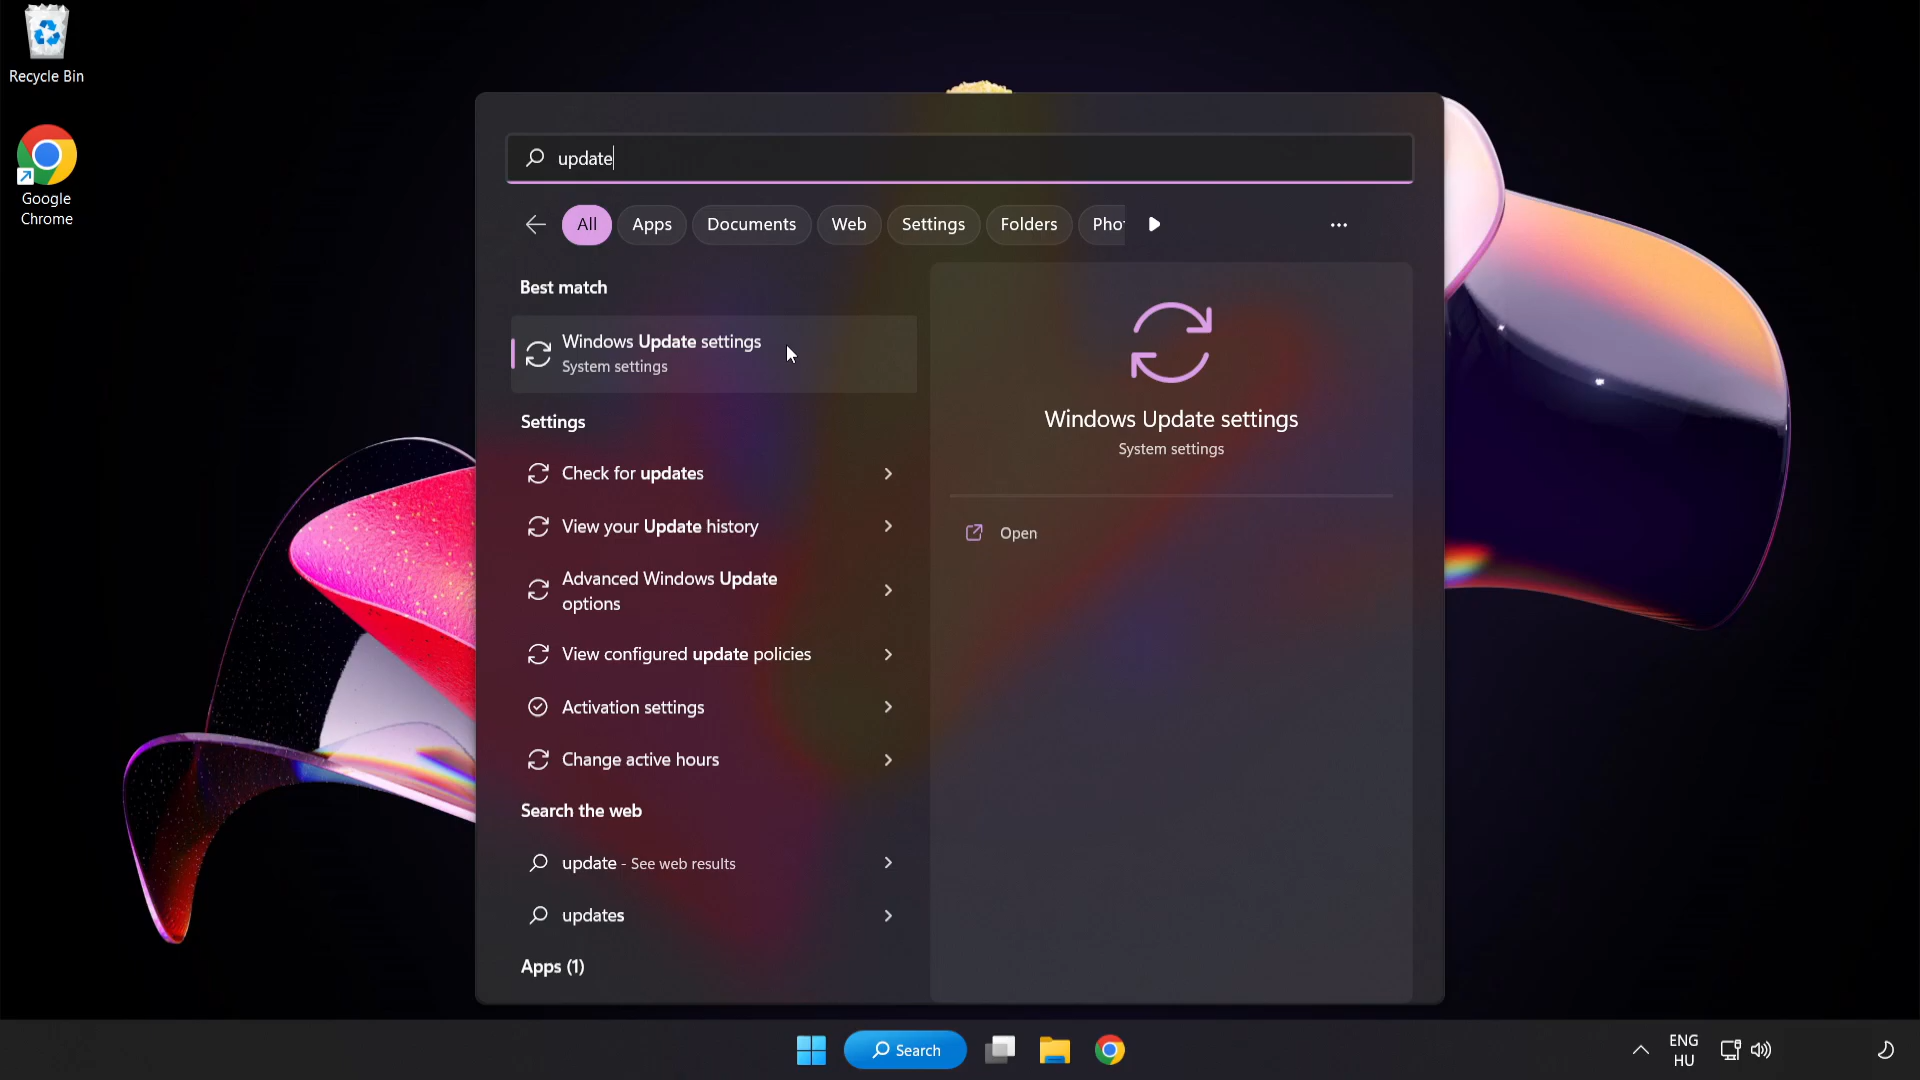 Recycle Bin
Google
Chrome
update
All
Apps
Documents
Web
Settings
Folders
Pho
Best match
Windows Update settings
System settings
Settings
Check for updates
View your Update history
Advanced Windows Update
options
View configured update policies
Activation settings
Change active hours
Search the web
update - See web results
updates
Apps (1)
Windows Update settings
System settings
Open
Search
ENG
HU